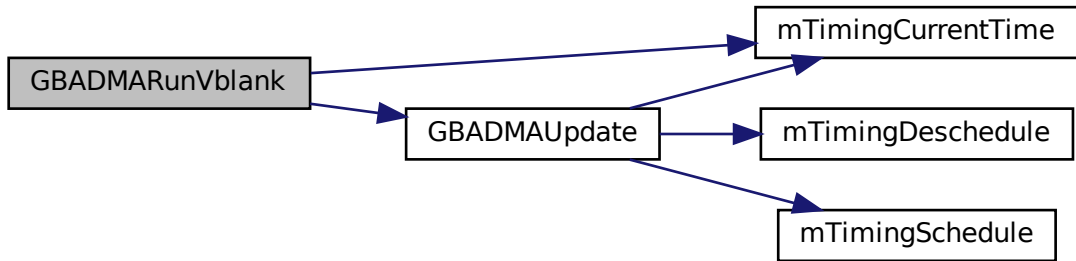 GBADMARunVblank
mTimingCurrentTime
GBADMAUpdate
mTimingDeschedule
mTimingSchedule